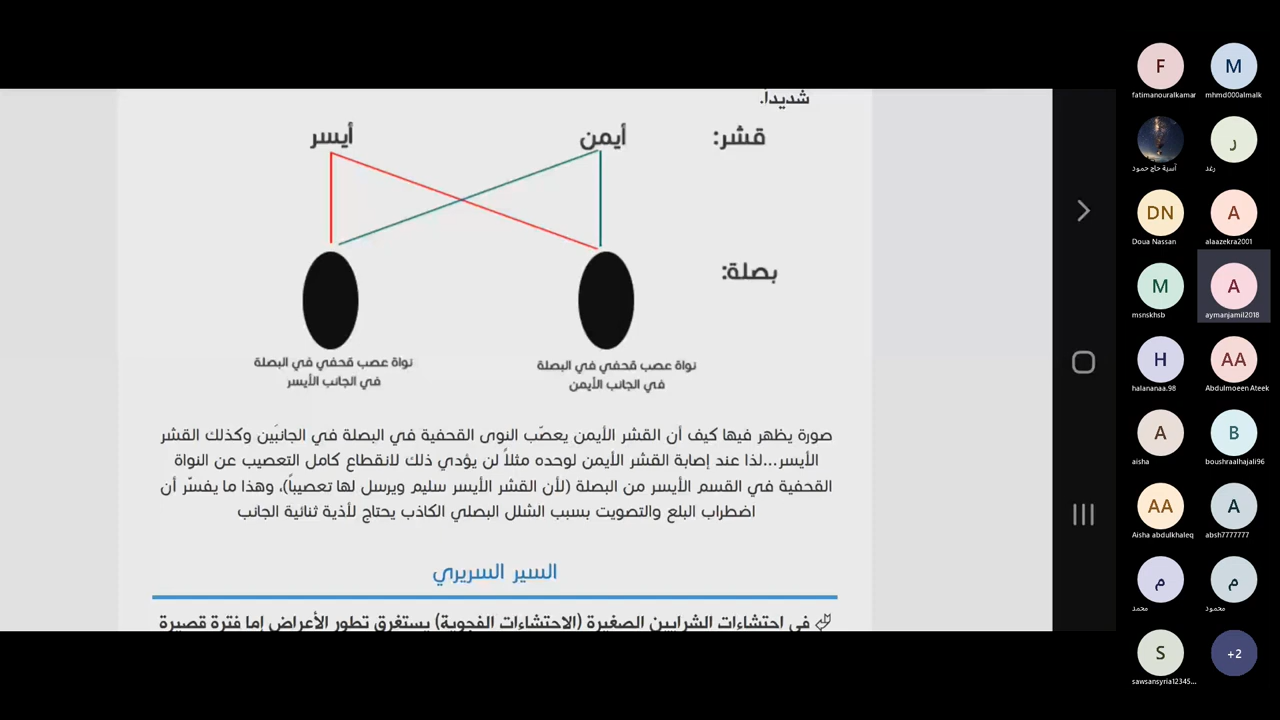 شديداً.
قشر: أيمن أيسر
بصلة:
نواة عصب قحفي في البصلة
في الجانب الأيمن
نواة عصب قحفي في البصلة
في الجانب الأيسر
صورة يظهر فيها كيف أن القشر الأيمن يعصّب النوى القحفية في البصلة في الجانبَين وكذلك القشر
الأيسر...لذا عند إصابة القشر الأيمن لوحده مثلاً لن يؤدي ذلك لانقطاع كامل التعصيب عن النواة
القحفية في القسم الأيسر من البصلة (لأن القشر الأيسر سليم ويرسل لها تعصيباً)، وهذا ما يفسّر أن
اضطراب البلع والتصويت بسبب الشلل البصلي الكاذب يحتاج لأذية ثنائية الجانب
السير السريري
في احتشاءات الشرايين الصغيرة (الاحتشاءات الفجوية) يستغرق تطور الأعراض إما فترة قصيرة
F
fatimanouralkamar
M
mhmd000almalk
آسية حاج حمود
ر
رغد
DN
Doua Nassan
A
alaazekra2001
M
msnskhsb
A
aymanjamil2018
H
halananaa.98
AA
Abdulmoeen Ateek
A
aisha
B
boushraalhajali96
AA
Aisha abdulkhaleq
A
absh7777777
م
محمد
م
محمود
S
sawsansyria12345...
+2